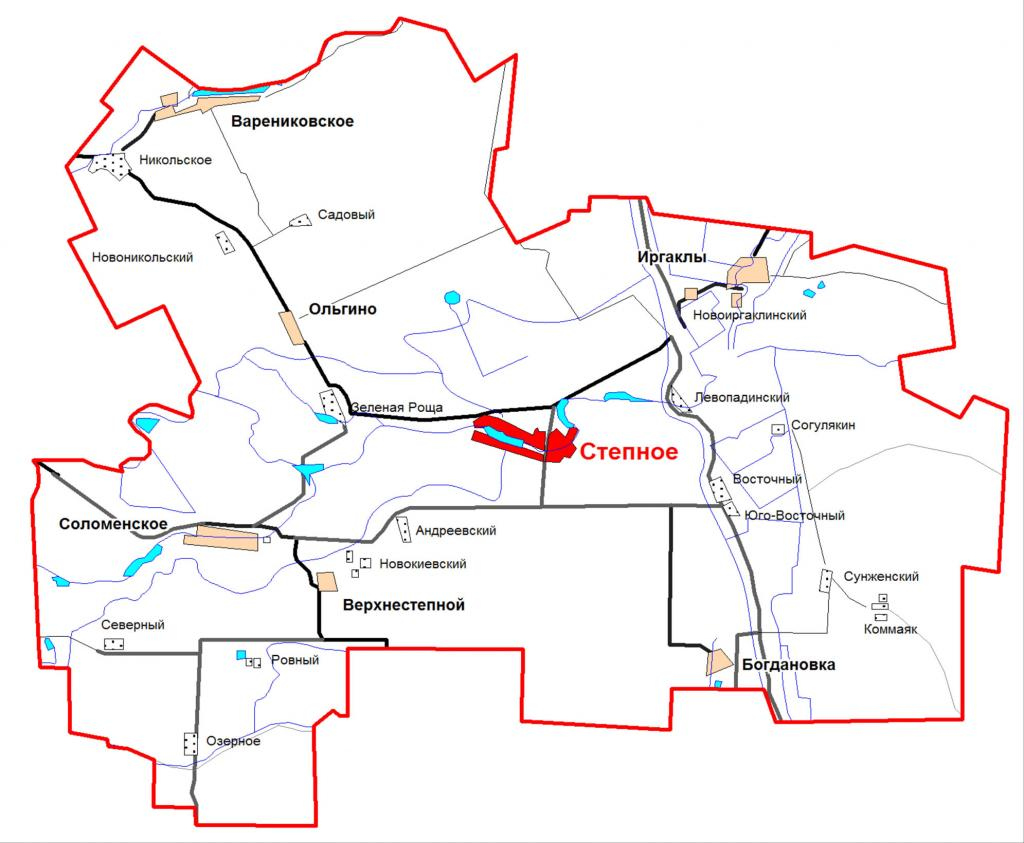 Варениковское
Никольское
Садовый
Новоникольский
Иргаклы
Ольгино
Новоиргаклинский
Левопадинский
Зеленая Роща
Согулякин
Степное
Восточный
Юго-Восточный
Соломенское
Андреевский
Новокиевский
Сунженский
Верхнестепной
Северный
Коммаяк
Ровный
Богдановка
Озерное